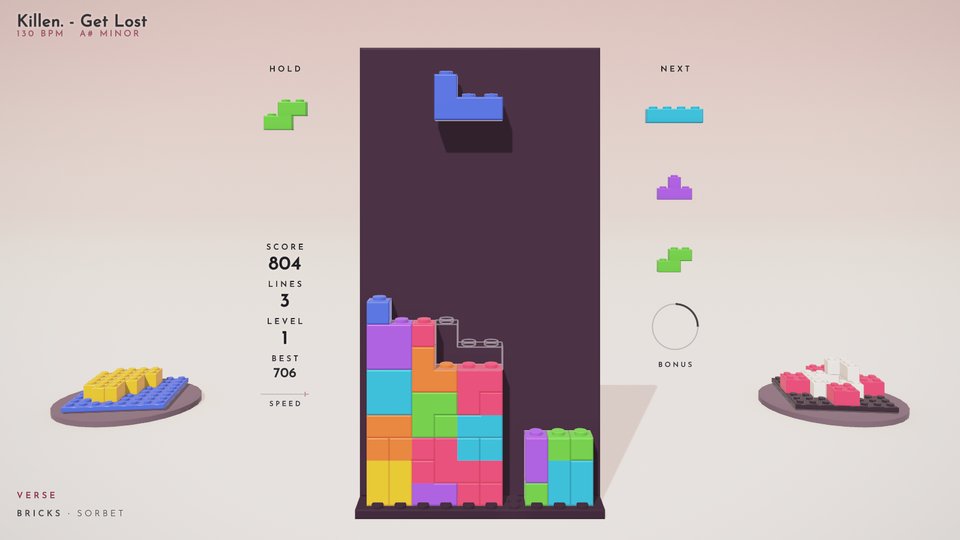 Killen. - Get Lost
130 BPM A# MINOR
HOLD
NEXT
SCORE
804
LINES
3
LEVEL
1
BEST
706
SPEED
BONUS
VERSE
BRICKS · SORBET